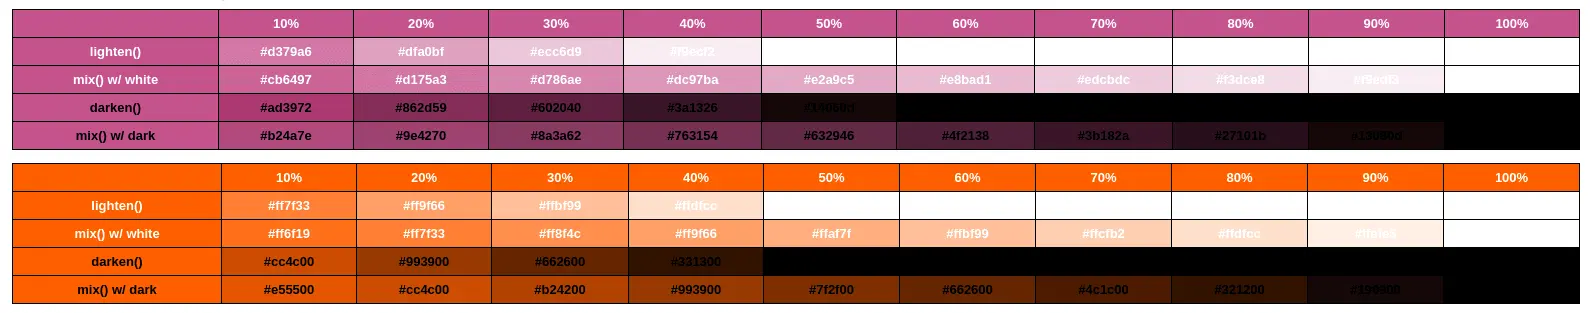 10% 20% 30% 40% 50% 60% 70% 80% 90% 100%
lighten() #d379a6 #dfa0bf #ecc6d9 #f9ecf2
mix() w/ white #cb6497 #d175a3 #d786ae #dc97ba #e2a9c5 #e8bad1 #edcbdc #f3dce8 #f9edf3
darken() #ad3972 #862d59 #602040 #3a1326
mix() w/ dark #b24a7e #9e4270 #8a3a62 #763154 #632946 #4f2138 #3b182a #27101b #13080d
10% 20% 30% 40% 50% 60% 70% 80% 90% 100%
lighten() #ff7f33 #ff9f66 #ffbf99 #ffdfcc
mix() w/ white #ff6f19 #ff7f33 #ff8f4c #ff9f66 #ffaf7f #ffbf99 #ffcfb2 #ffdfcc #ffefe5
darken() #cc4c00 #993900 #662600 #331300
mix() w/ dark #e55500 #cc4c00 #b24200 #993900 #7f2f00 #662600 #4c1c00 #321200 #190900